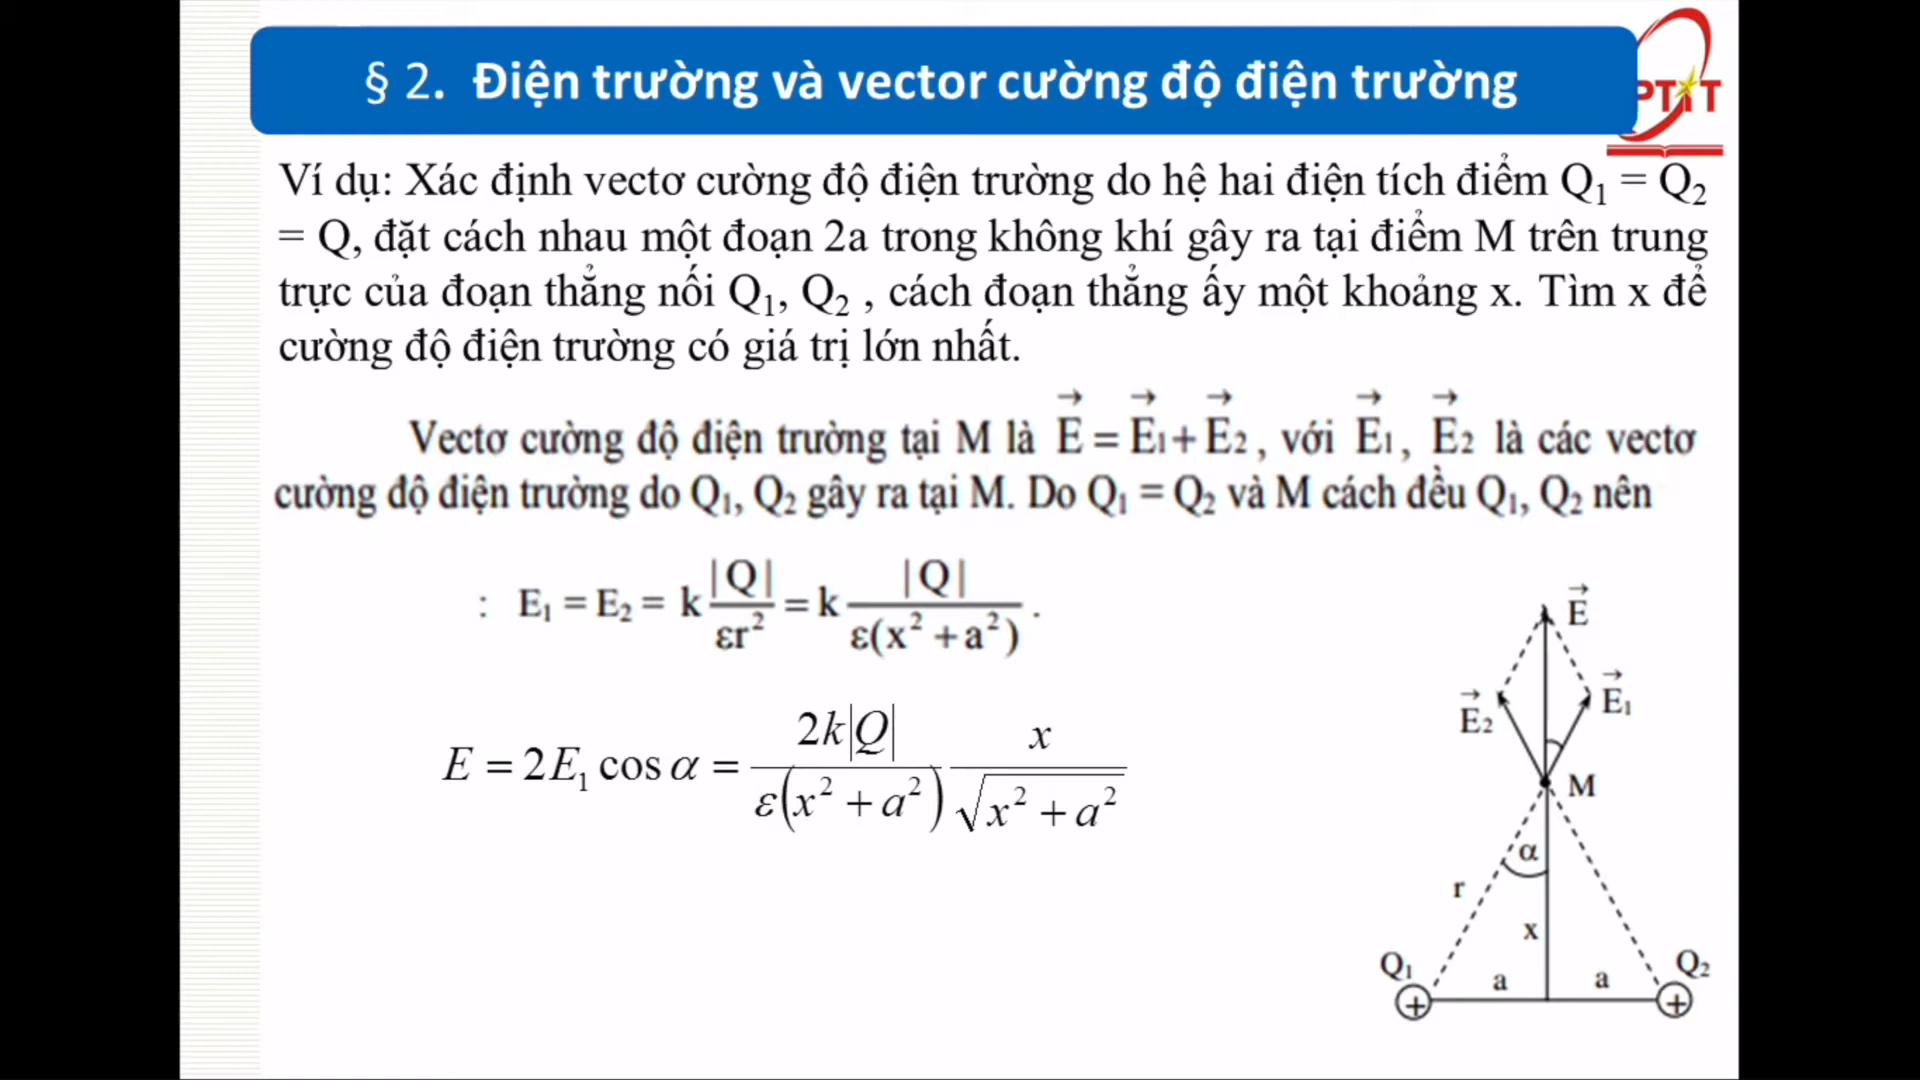 § 2. Điện trường và vector cường độ điện trường
PTIT
Ví dụ: Xác định vectơ cường độ điện trường do hệ hai điện tích điểm Q₁ = Q₂
= Q, đặt cách nhau một đoạn 2a trong không khí gây ra tại điểm M trên trung
trực của đoạn thẳng nối Q₁, Q₂ , cách đoạn thẳng ấy một khoảng x. Tìm x để
cường độ điện trường có giá trị lớn nhất.
Vectơ cường độ điện trường tại M là E⃗ = E⃗₁ + E⃗₂ , với E⃗₁ , E⃗₂ là các vectơ
cường độ điện trường do Q₁, Q₂ gây ra tại M. Do Q₁ = Q₂ và M cách đều Q₁, Q₂ nên
: E₁ = E₂ = k |Q| / εr² = k |Q| / ε(x² + a²) .
E = 2E₁ cos α = 2k|Q| / ε(x² + a²) x / √(x² + a²)
E⃗
E⃗₂
E⃗₁
M
α
r
x
Q₁
a
a
Q₂
+
+